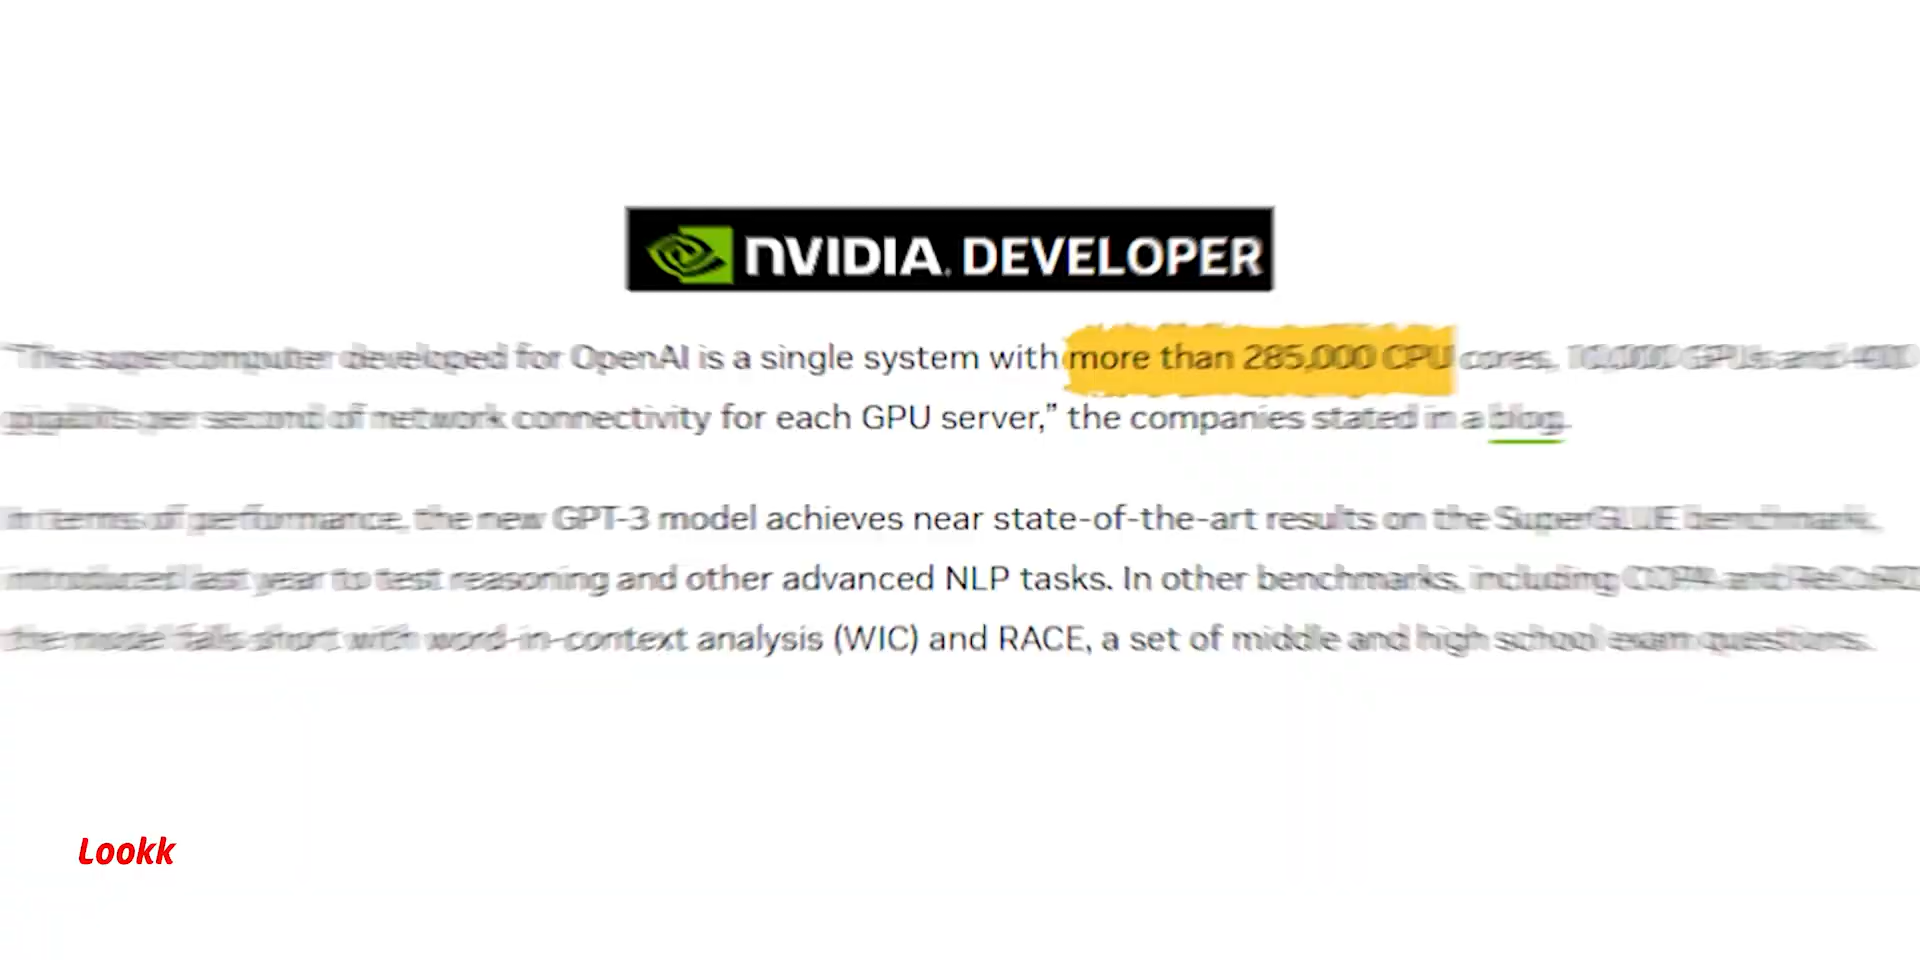 NVIDIA. DEVELOPER
"The supercomputer developed for OpenAI is a single system with more than 285,000 CPU cores, 10,000 GPUs and 400
gigabits per second of network connectivity for each GPU server,” the companies stated in a blog.
In terms of performance, the new GPT-3 model achieves near state-of-the-art results on the SuperGLUE benchmark,
introduced last year to test reasoning and other advanced NLP tasks. In other benchmarks, including COPA and ReCoRD,
the model falls short with word-in-context analysis (WIC) and RACE, a set of middle and high school exam questions.
Lookk